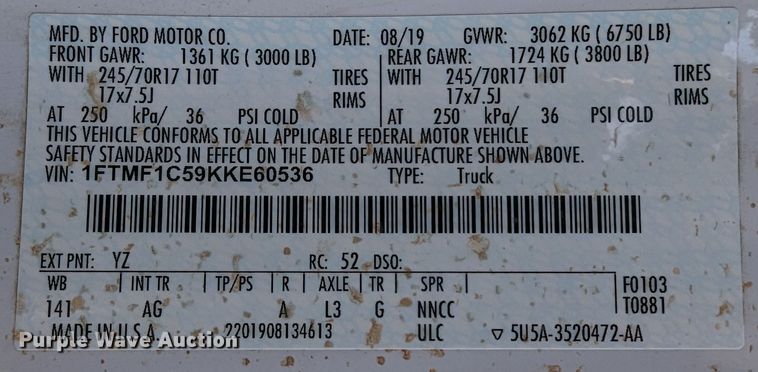 MFD. BY FORD MOTOR CO. DATE: 08/19 GVWR: 3062 KG ( 6750 LB)
FRONT GAWR: 1361 KG ( 3000 LB) REAR GAWR: 1724 KG ( 3800 LB)
WITH 245/70R17 110T TIRES WITH 245/70R17 110T TIRES
17x7.5J RIMS 17x7.5J RIMS
AT 250 kPa/ 36 PSI COLD AT 250 kPa/ 36 PSI COLD
THIS VEHICLE CONFORMS TO ALL APPLICABLE FEDERAL MOTOR VEHICLE
SAFETY STANDARDS IN EFFECT ON THE DATE OF MANUFACTURE SHOWN ABOVE.
VIN: 1FTMF1C59KKE60536 TYPE: Truck
EXT PNT: YZ RC: 52 DSO:
WB INT TR TP/PS R AXLE TR SPR F0103
141 AG A L3 G NNCC T0881
MADE IN U.S.A. 2201908134613 ULC ▽ 5U5A-3520472-AA
Purple Wave Auction